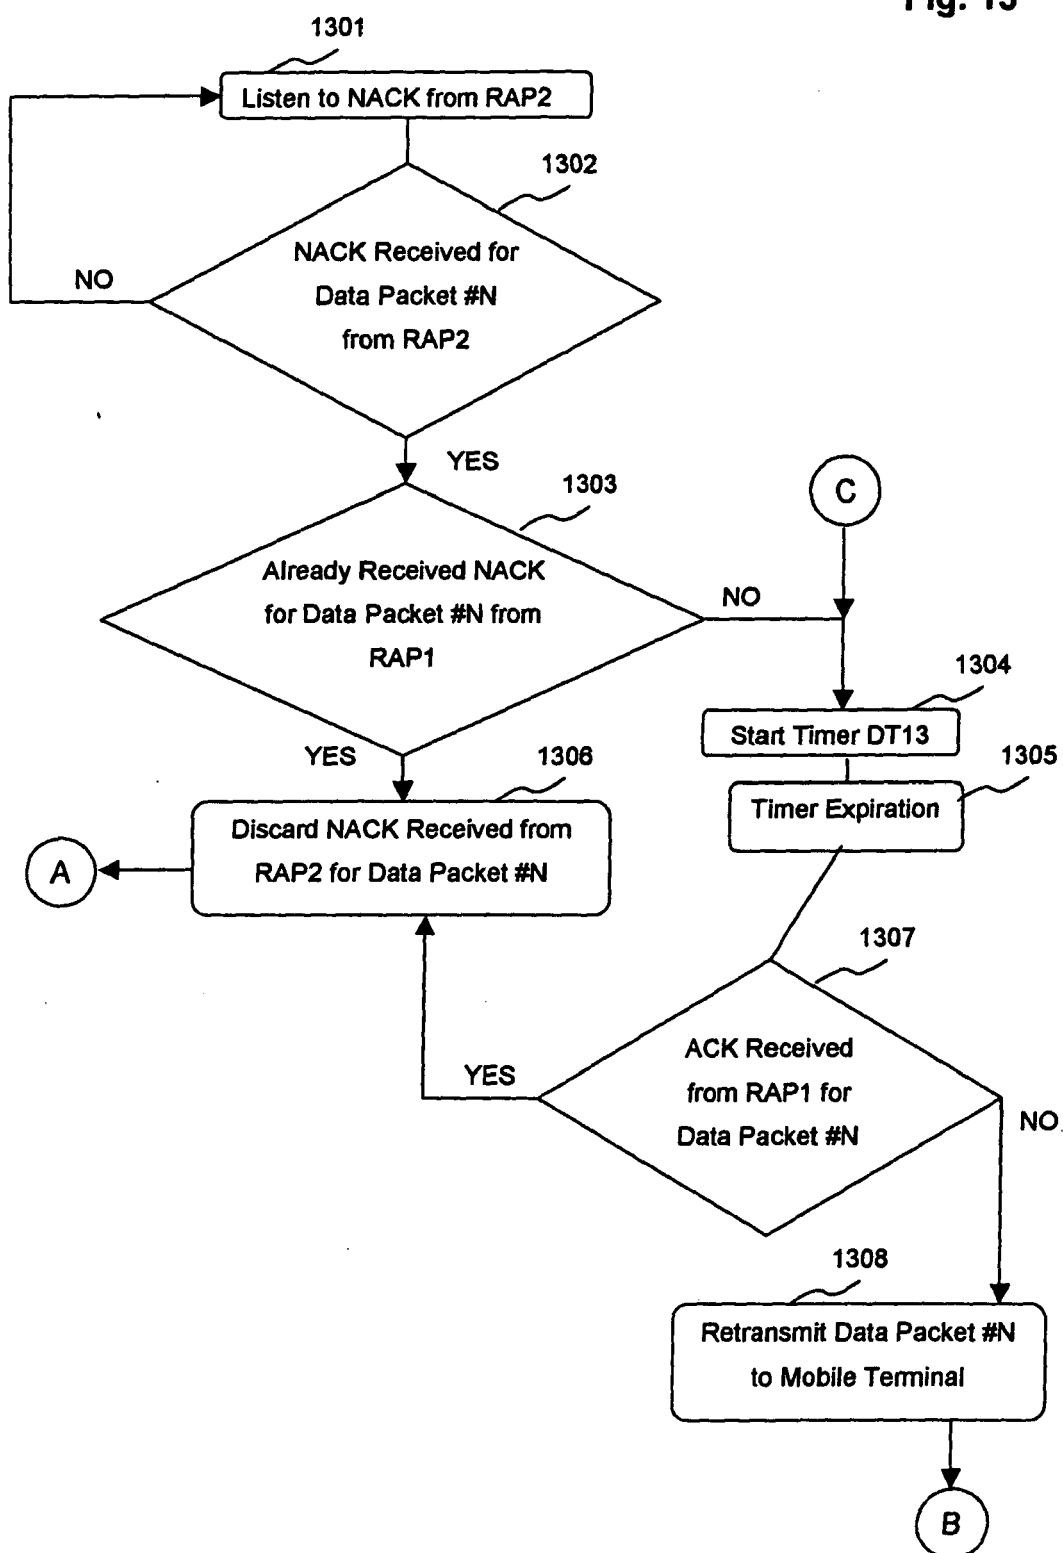 Fig. 13
1301
Listen to NACK from RAP2
1302
NACK Received for
Data Packet #N
from RAP2
NO
YES
1303
C
Already Received NACK
for Data Packet #N from
RAP1
NO
1304
Start Timer DT13
YES
1306
1305
Timer Expiration
Discard NACK Received from
RAP2 for Data Packet #N
A
1307
ACK Received
from RAP1 for
Data Packet #N
YES
NO
1308
Retransmit Data Packet #N
to Mobile Terminal
B